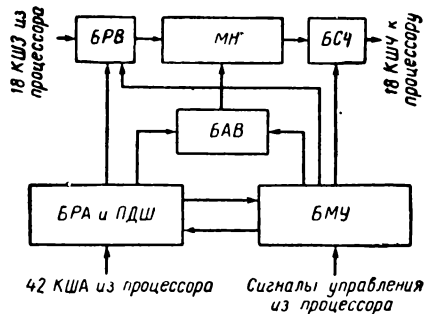 18 КШЗ из
процессора
БРВ
МН
БСЧ
18 КШЧ к
процессору
БАВ
БРА и ПДШ
БМУ
42 КША из процессора
Сигналы управления
из процессора